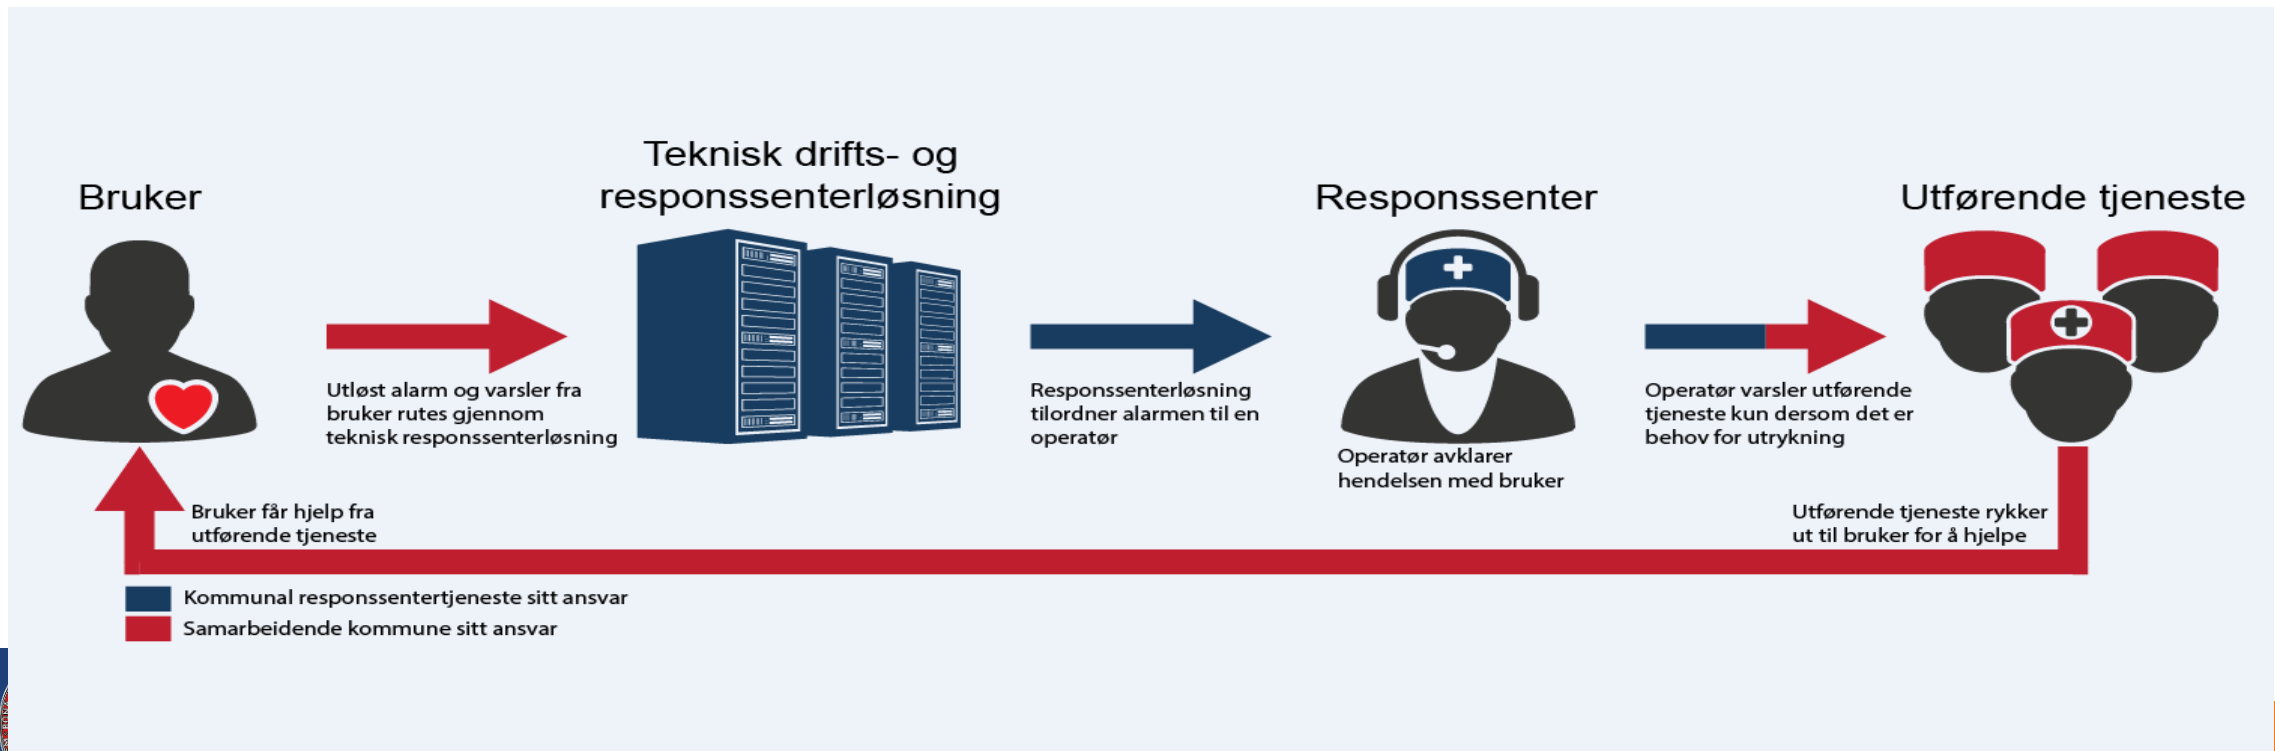 Bruker
Teknisk drifts- og
responssenterløsning
Responssenter
Utførende tjeneste
Utløst alarm og varsler fra
bruker rutes gjennom
teknisk responssenterløsning
Responssenterløsning
tilordner alarmen til en
operatør
Operatør avklarer
hendelsen med bruker
Operatør varsler utførende
tjeneste kun dersom det er
behov for utrykning
Bruker får hjelp fra
utførende tjeneste
Utførende tjeneste rykker
ut til bruker for å hjelpe
Kommunal responssentertjeneste sitt ansvar
Samarbeidende kommune sitt ansvar